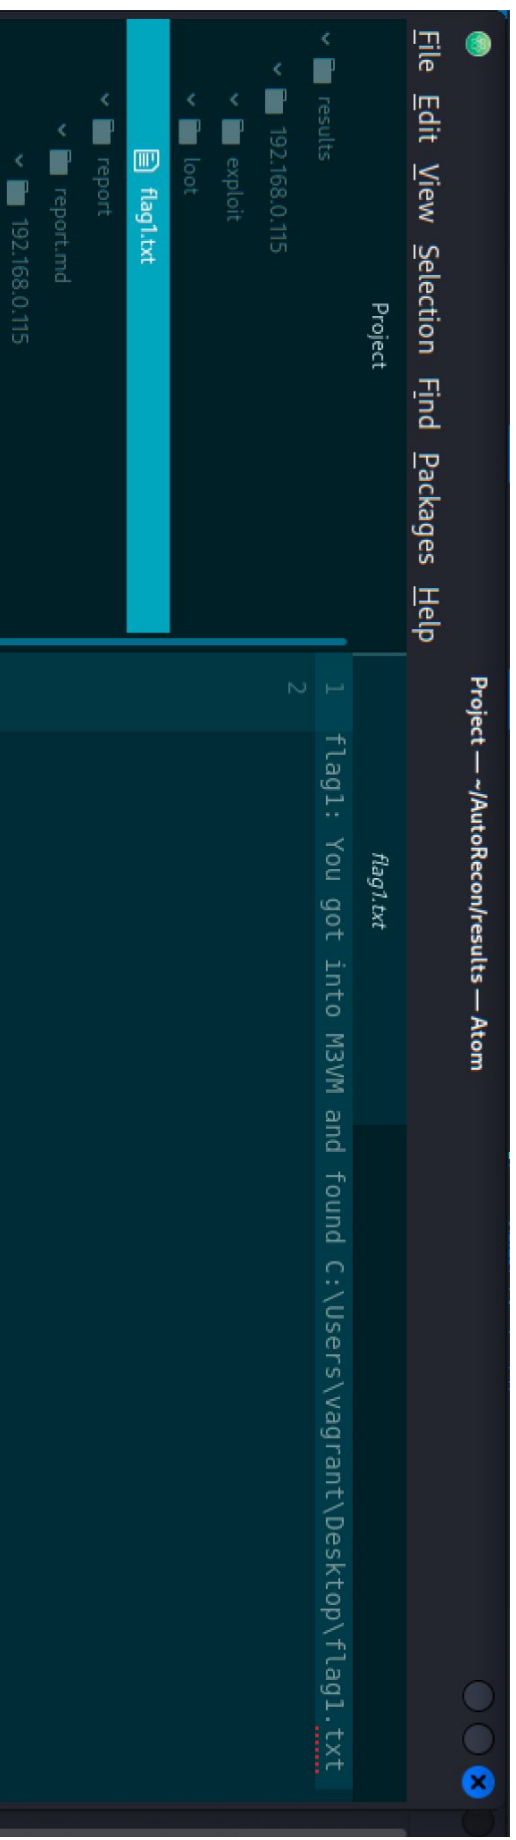 Project — ~/AutoRecon/results — Atom
File Edit View Selection Find Packages Help
Project
results
192.168.0.115
exploit
loot
flag1.txt
report
report.md
192.168.0.115
flag1.txt
1 flag1: You got into M3VM and found C:\Users\vagrant\Desktop\flag1.txt
2